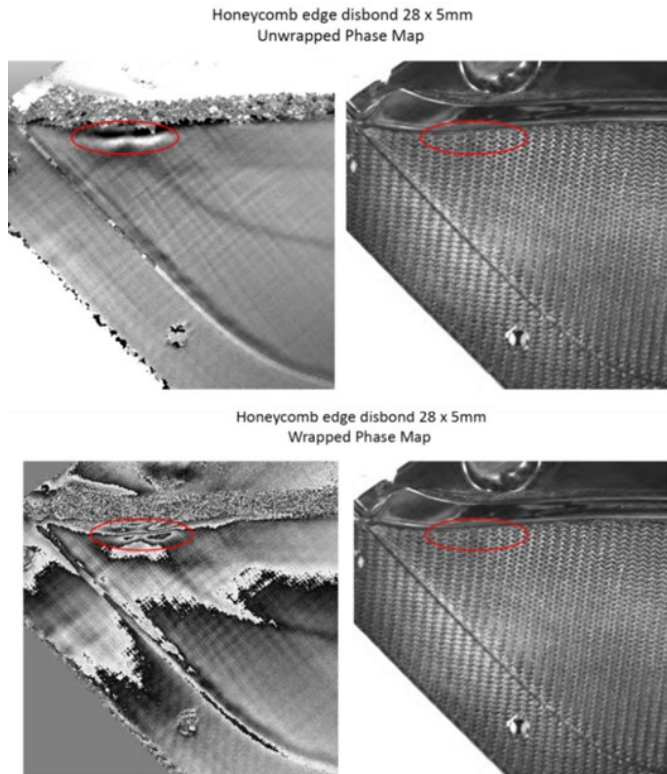 Honeycomb edge disbond 28 x 5mm
Unwrapped Phase Map
Honeycomb edge disbond 28 x 5mm
Wrapped Phase Map